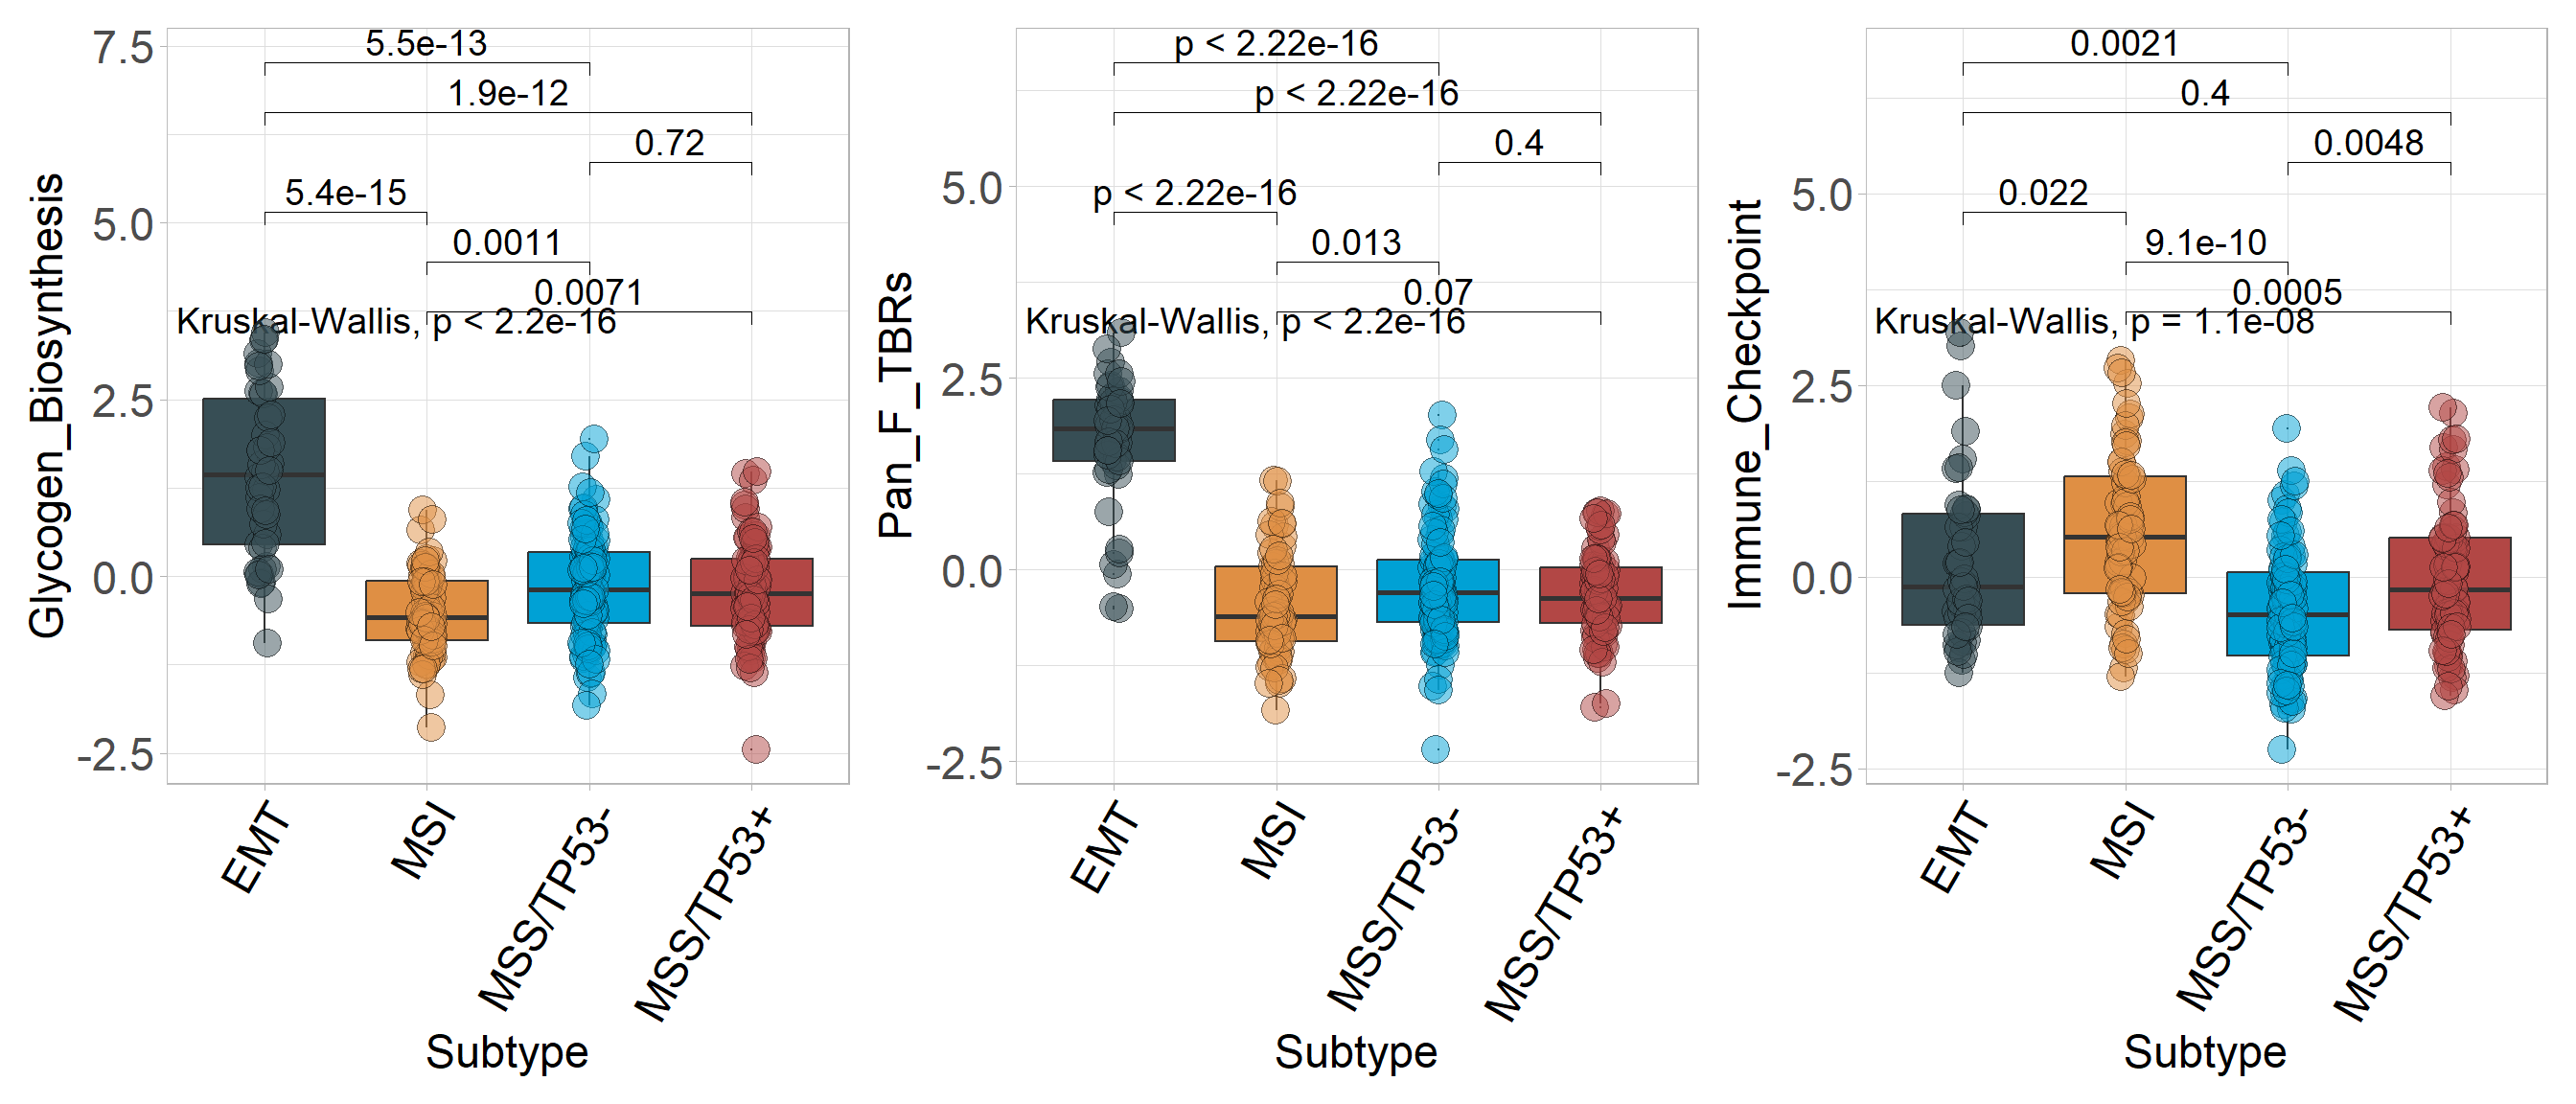 Glycogen_Biosynthesis
7.5
5.0
2.5
0.0
-2.5
5.5e-13
1.9e-12
0.72
5.4e-15
0.0011
0.0071
Kruskal-Wallis, p < 2.2e-16
EMT
MSI
MSS/TP53-
MSS/TP53+
Subtype
Pan_F_TBRs
5.0
2.5
0.0
-2.5
p < 2.22e-16
p < 2.22e-16
0.4
p < 2.22e-16
0.013
0.07
Kruskal-Wallis, p < 2.2e-16
EMT
MSI
MSS/TP53-
MSS/TP53+
Subtype
Immune_Checkpoint
5.0
2.5
0.0
-2.5
0.0021
0.4
0.0048
0.022
9.1e-10
0.0005
Kruskal-Wallis, p = 1.1e-08
EMT
MSI
MSS/TP53-
MSS/TP53+
Subtype